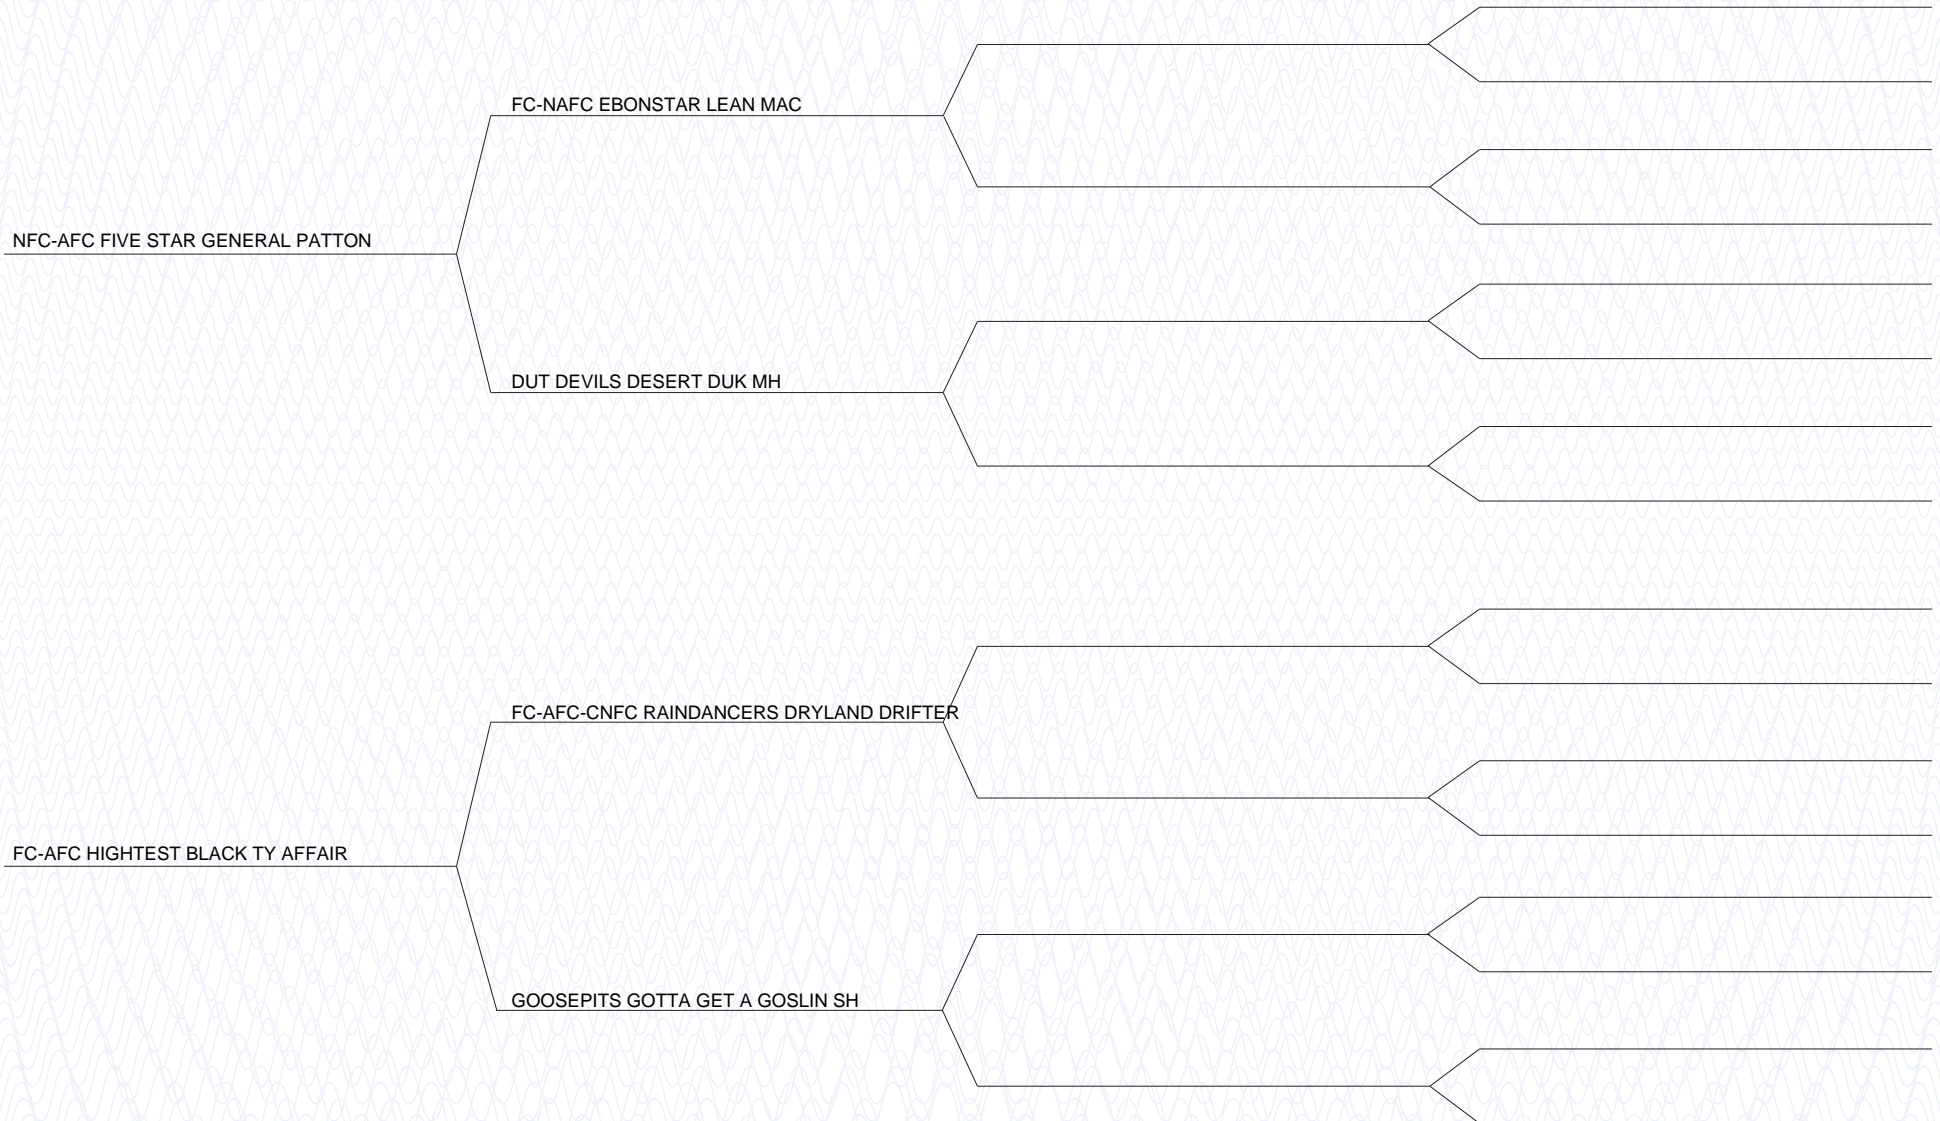 FC-NAFC EBONSTAR LEAN MAC
NFC-AFC FIVE STAR GENERAL PATTON
DUT DEVILS DESERT DUK MH
FC-AFC-CNFC RAINDANCERS DRYLAND DRIFTER
FC-AFC HIGHTEST BLACK TY AFFAIR
GOOSEPITS GOTTA GET A GOSLIN SH